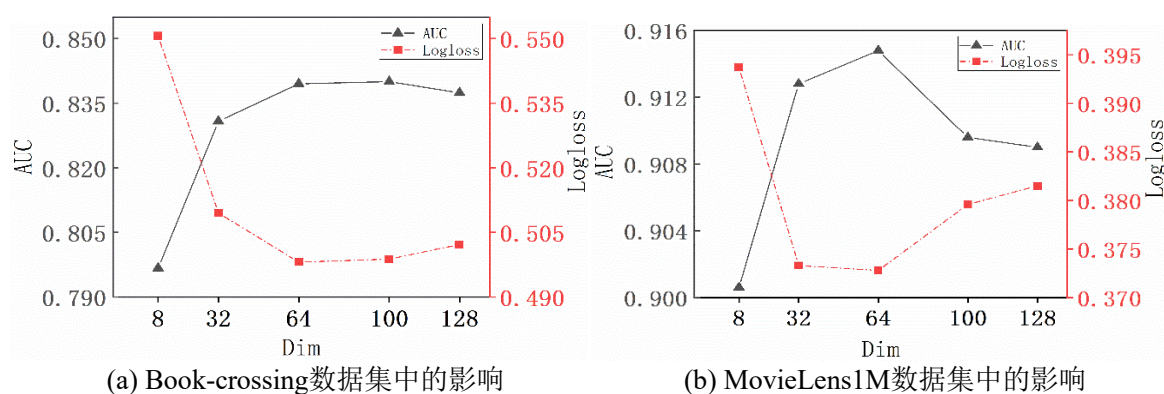 AUC
0.850
0.835
0.820
0.805
0.790
AUC
Logloss
0.550
0.535
0.520
0.505
0.490
Logloss
8 32 64 100 128
Dim
(a) Book-crossing数据集中的影响
AUC
0.916
0.912
0.908
0.904
0.900
AUC
Logloss
0.395
0.390
0.385
0.380
0.375
0.370
Logloss
8 32 64 100 128
Dim
(b) MovieLens1M数据集中的影响